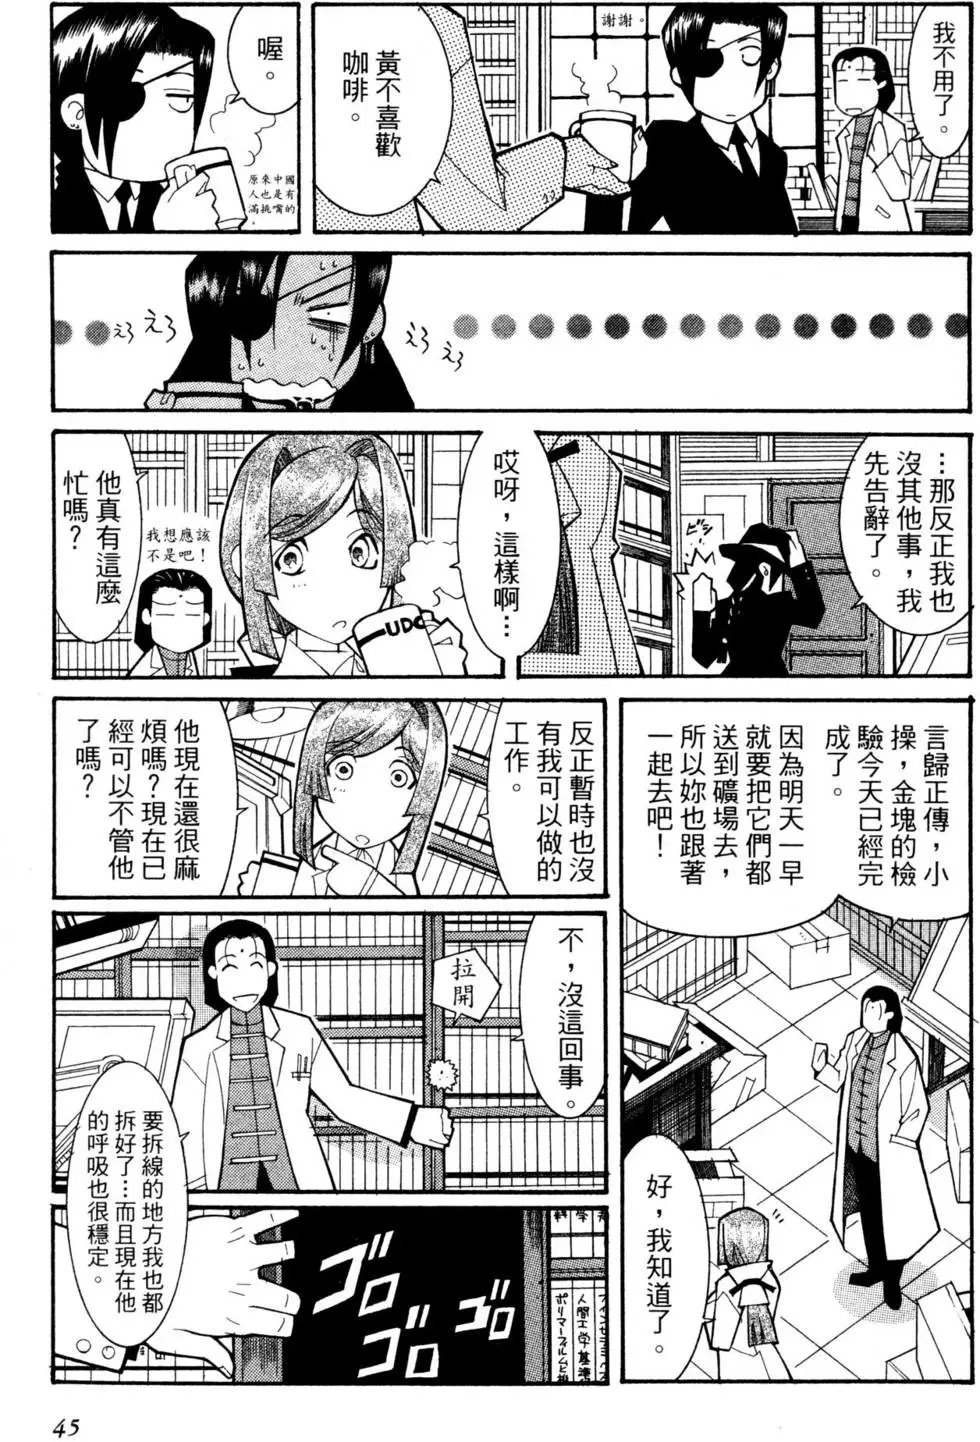 我不用了。
謝謝。
黃不喜歡
咖啡。
喔。
原來中國
人也是有
滿挑嘴的
。
えろ
えろ
えろ
えろ
…那反正我也
沒其他事，我
先告辭了。
ビシ
哎呀，這樣啊…
UDC
我想應該
不是吧！
他真有這麼
忙嗎？
言歸正傳，小
操，金塊的檢
驗今天已經完
成了。
因為明天一早
就要把它們都
送到礦場去，
所以妳也跟著
一起去吧！
好，我知道了。
反正暫時也沒
有我可以做的
工作。
他現在還很麻
煩嗎？現在已
經可以不管他
了嗎？
不，沒這回事。
拉開
要拆線的地方我也都
拆好了…而且現在他
的呼吸也很穩定。
人間工学基準
ゴロ
ゴロ
ゴロ
45